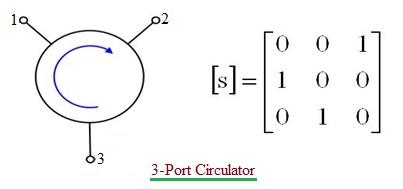 1 2
0 0 1
[s]= 1 0 0
0 1 0
3
3-Port Circulator